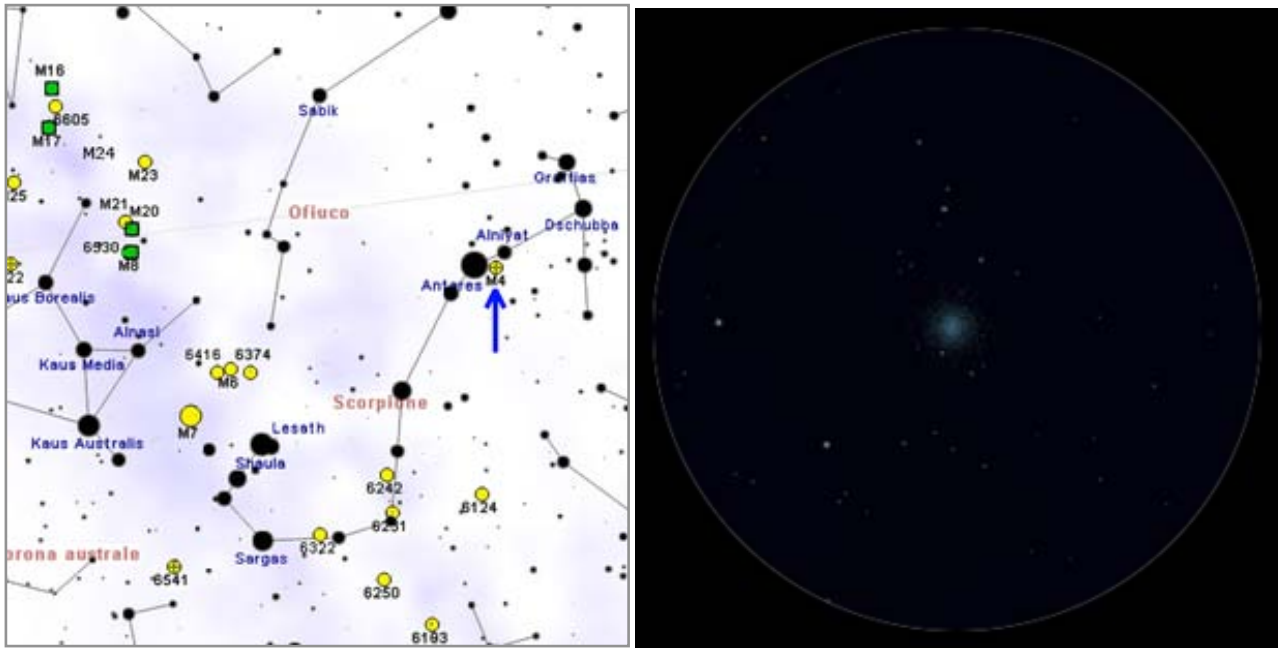 M16
6605
M17
M24
M23
25
M21 M20
6530
M8
22
Sabik
Ofiuco
Graffias
Dschubba
Alniyat
Antares
M4
aus Borealis
Alnasl
Kaus Media
6416
6374
M6
M7
Kaus Australis
Scorpione
Lesath
Shaula
6242
6124
6231
6322
Sargas
orona australe
6541
6250
6193